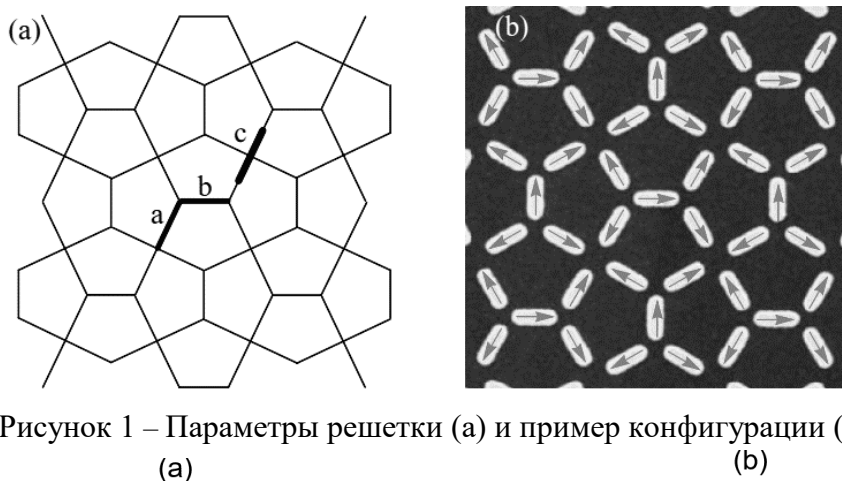 (a)
(b)
c
b
a
Рисунок 1 – Параметры решетки (a) и пример конфигурации (
(a)
(b)